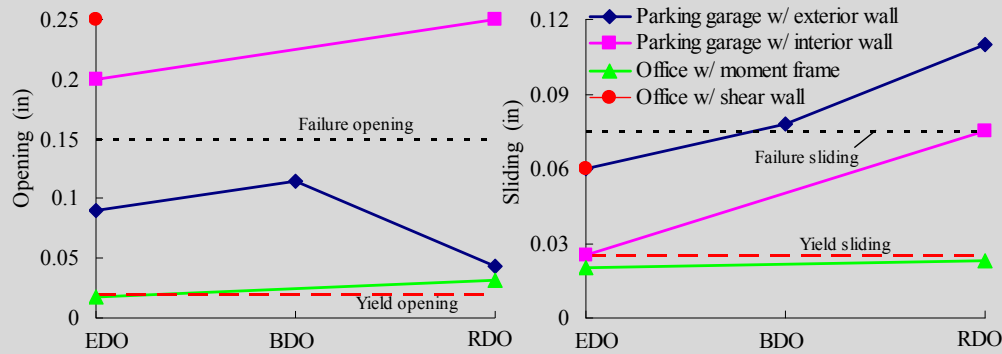 0.25
0.2
0.15
0.1
0.05
0
Opening (in)
Failure opening
Yield opening
EDO
BDO
RDO
0.12
0.09
0.06
0.03
0
Sliding (in)
Parking garage w/ exterior wall
Parking garage w/ interior wall
Office w/ moment frame
Office w/ shear wall
Failure sliding
Yield sliding
EDO
BDO
RDO